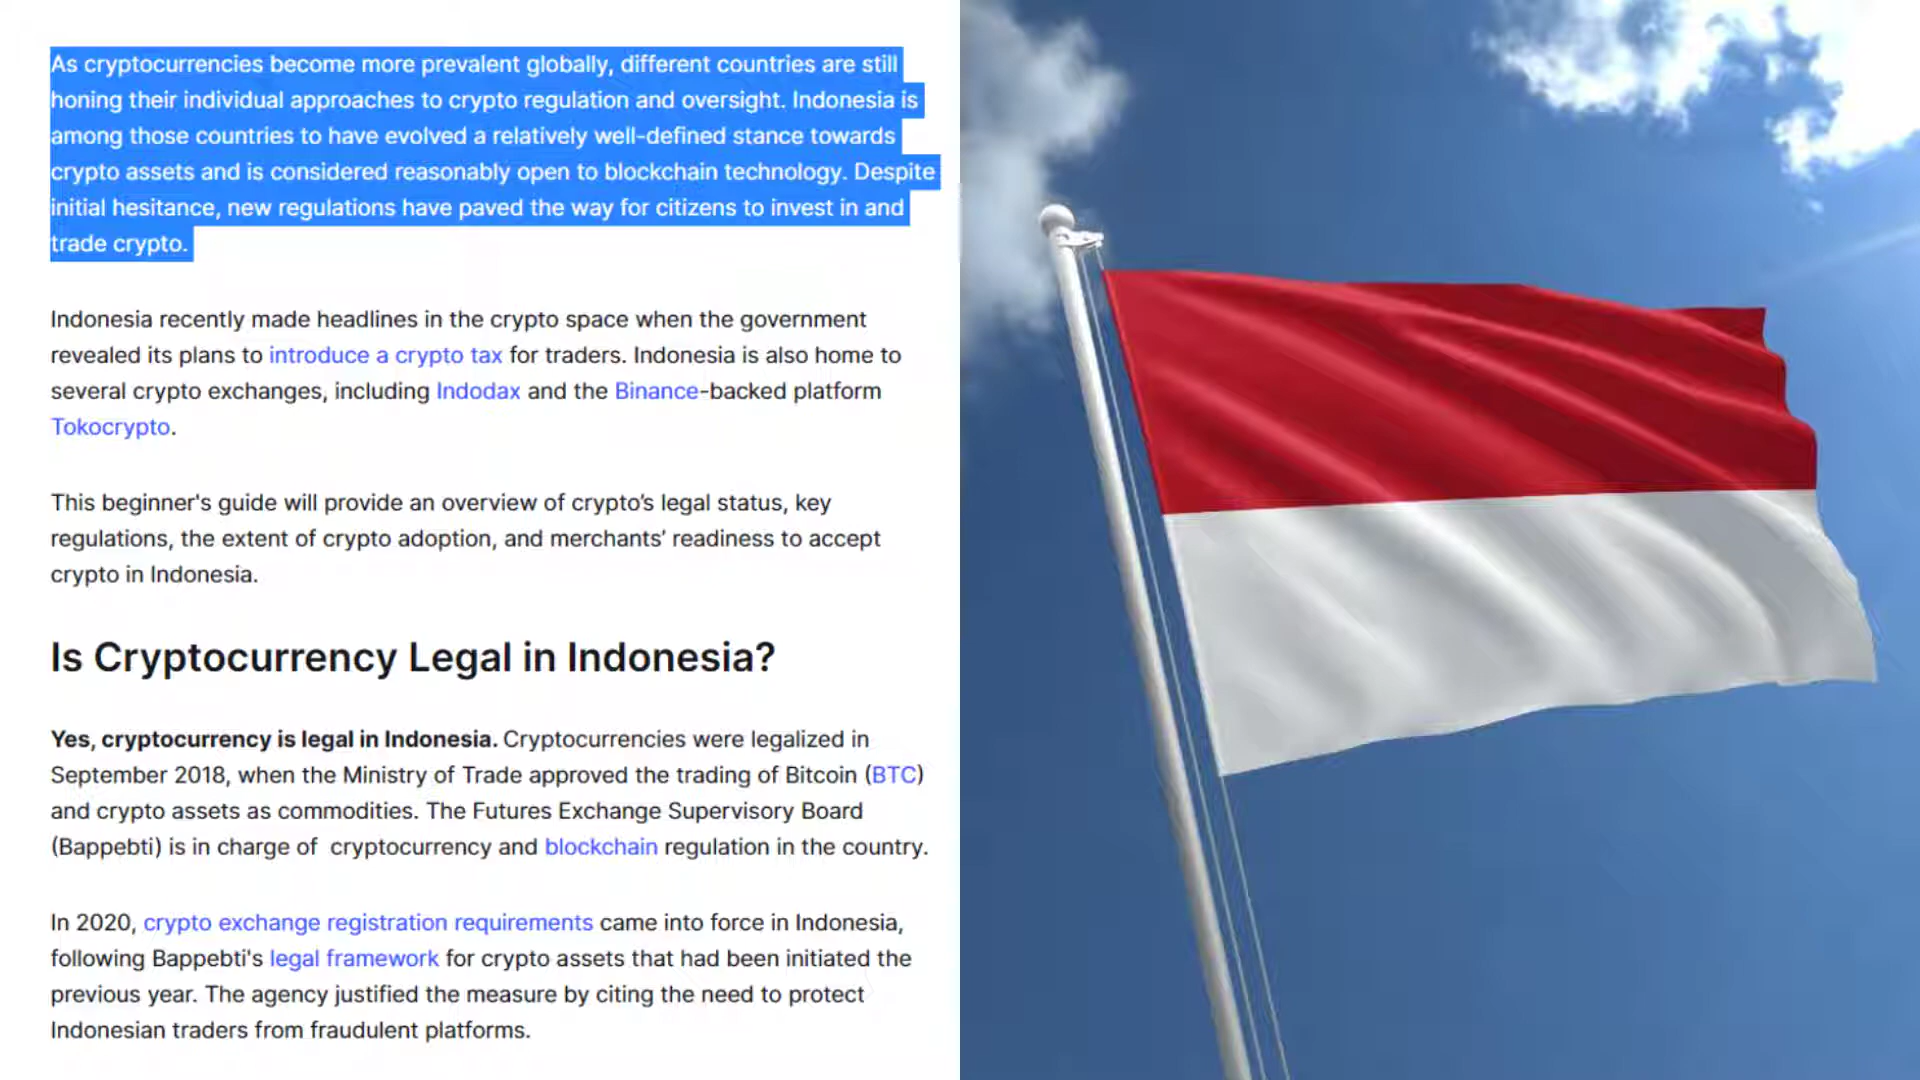 As cryptocurrencies become more prevalent globally, different countries are still
honing their individual approaches to crypto regulation and oversight. Indonesia is
among those countries to have evolved a relatively well-defined stance towards
crypto assets and is considered reasonably open to blockchain technology. Despite
initial hesitance, new regulations have paved the way for citizens to invest in and
trade crypto.
Indonesia recently made headlines in the crypto space when the government
revealed its plans to introduce a crypto tax for traders. Indonesia is also home to
several crypto exchanges, including Indodax and the Binance-backed platform
Tokocrypto.
This beginner's guide will provide an overview of crypto’s legal status, key
regulations, the extent of crypto adoption, and merchants’ readiness to accept
crypto in Indonesia.
Is Cryptocurrency Legal in Indonesia?
Yes, cryptocurrency is legal in Indonesia. Cryptocurrencies were legalized in
September 2018, when the Ministry of Trade approved the trading of Bitcoin (BTC)
and crypto assets as commodities. The Futures Exchange Supervisory Board
(Bappebti) is in charge of  cryptocurrency and blockchain regulation in the country.
In 2020, crypto exchange registration requirements came into force in Indonesia,
following Bappebti's legal framework for crypto assets that had been initiated the
previous year. The agency justified the measure by citing the need to protect
Indonesian traders from fraudulent platforms.